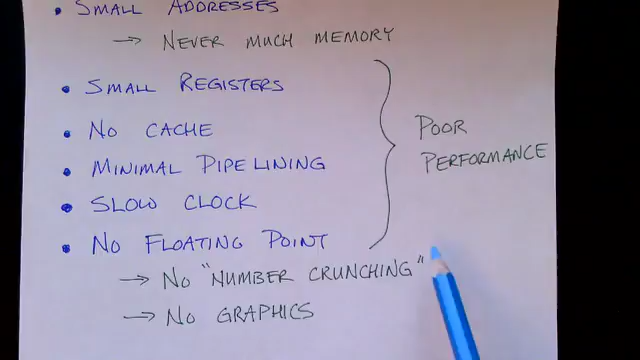 • SMALL ADDRESSES
→ NEVER MUCH MEMORY
• SMALL REGISTERS
• NO CACHE
• MINIMAL PIPELINING
• SLOW CLOCK
• NO FLOATING POINT
→ NO "NUMBER CRUNCHING"
→ NO GRAPHICS
POOR
PERFORMANCE